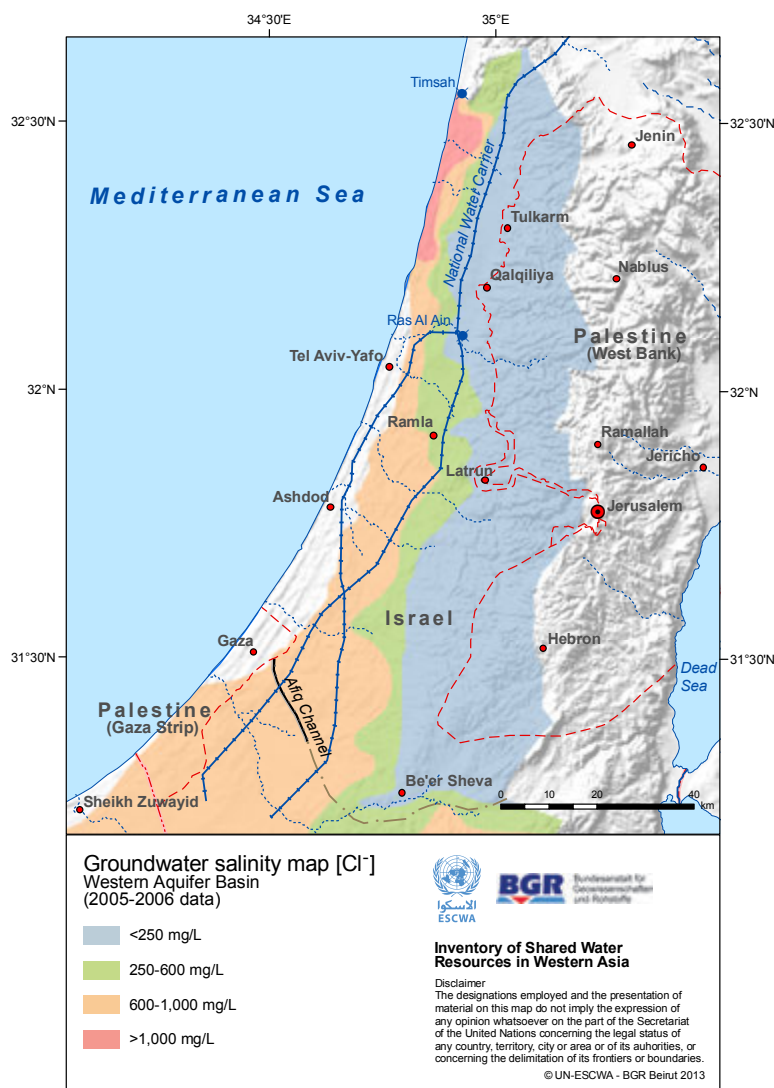 34°30'E
35°E
Timsah
32°30'N
32°30'N
Jenin
Mediterranean Sea
National Water Carrier
Tulkarm
Nablus
Qalqiliya
Ras Al Ain
Palestine
(West Bank)
Tel Aviv-Yafo
32°N
32°N
Ramla
Ramallah
Jericho
Latrun
Ashdod
Jerusalem
Israel
Gaza
Hebron
31°30'N
31°30'N
Dead
Sea
Afiq Channel
Palestine
(Gaza Strip)
Be'er Sheva
Sheikh Zuwayid
0 10 20 40
km
Groundwater salinity map [Cl⁻]
Western Aquifer Basin
(2005-2006 data)
<250 mg/L
250-600 mg/L
600-1,000 mg/L
>1,000 mg/L
الإسكوا
ESCWA
BGR
Bundesanstalt für
Geowissenschaften
und Rohstoffe
Inventory of Shared Water
Resources in Western Asia
Disclaimer
The designations employed and the presentation of
material on this map do not imply the expression of
any opinion whatsoever on the part of the Secretariat
of the United Nations concerning the legal status of
any country, territory, city or area or of its auhorities, or
concerning the delimitation of its frontiers or boundaries.
© UN-ESCWA - BGR Beirut 2013